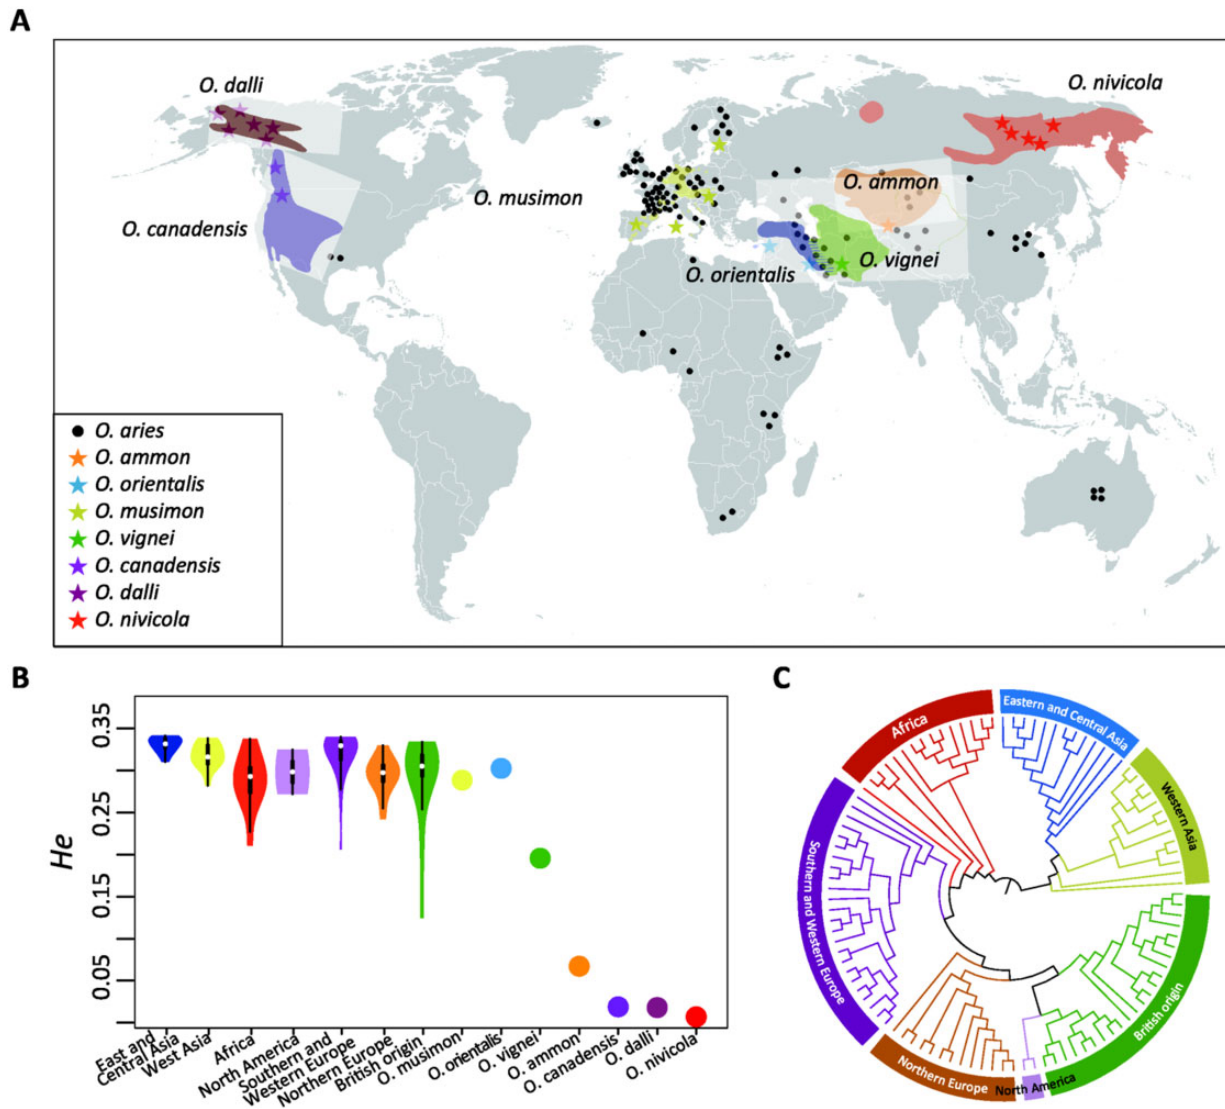 A
O. dalli
O. nivicola
O. ammon
O. musimon
O. canadensis
O. orientalis
O. vignei
O. aries
O. ammon
O. orientalis
O. musimon
O. vignei
O. canadensis
O. dalli
O. nivicola
B
He
0.35
0.25
0.15
0.05
East and
Central Asia
West Asia
Africa
North America
Southern and
Western Europe
Northern Europe
British origin
O. musimon
O. orientalis
O. vignei
O. ammon
O. canadensis
O. dalli
O. nivicola
C
Africa
Eastern and Central Asia
Western Asia
Southern and Western Europe
British origin
Northern Europe
North America